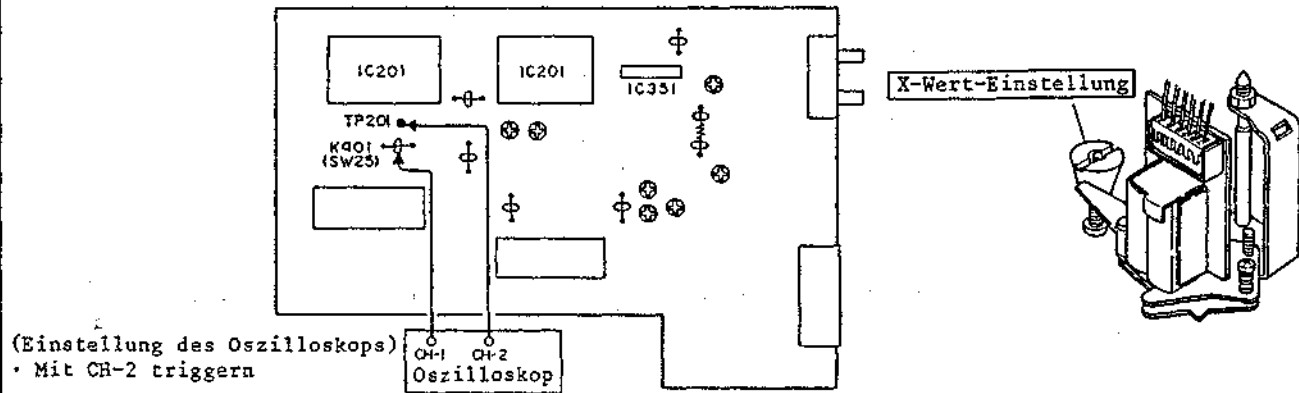 IC201
IC201
IC351
TP201
K901
(SW25)
X-Wert-Einstellung
(Einstellung des Oszilloskops)
· Mit CH-2 triggern
CH-1 CH-2
Oszilloskop